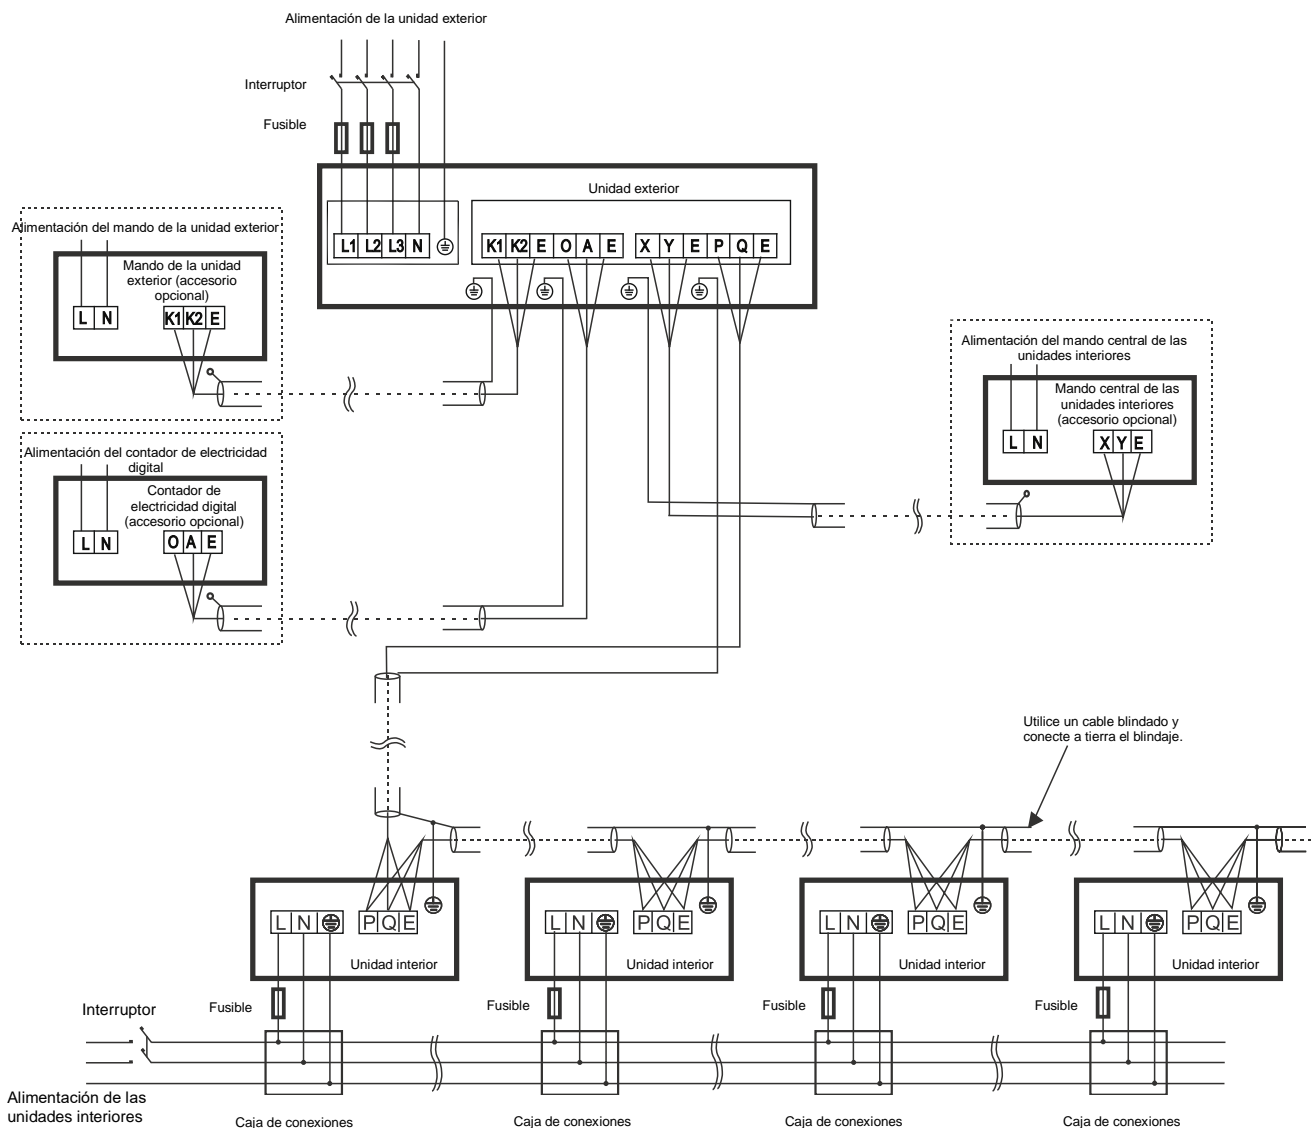 Alimentación de la unidad exterior
Interruptor
Fusible
Unidad exterior
L1 L2 L3 N
K1 K2 E O A E
X Y E P Q E
Alimentación del mando de la unidad exterior
Mando de la unidad
exterior (accesorio
opcional)
L N
K1 K2 E
Alimentación del mando central de las
unidades interiores
Mando central de las
unidades interiores
(accesorio opcional)
L N
X Y E
Alimentación del contador de electricidad
digital
Contador de
electricidad digital
(accesorio opcional)
L N
O A E
Utilice un cable blindado y
conecte a tierra el blindaje.
L N
P Q E
Unidad interior
L N
P Q E
Unidad interior
L N
P Q E
Unidad interior
L N
P Q E
Unidad interior
Interruptor
Fusible
Fusible
Fusible
Fusible
Alimentación de las
unidades interiores
Caja de conexiones
Caja de conexiones
Caja de conexiones
Caja de conexiones